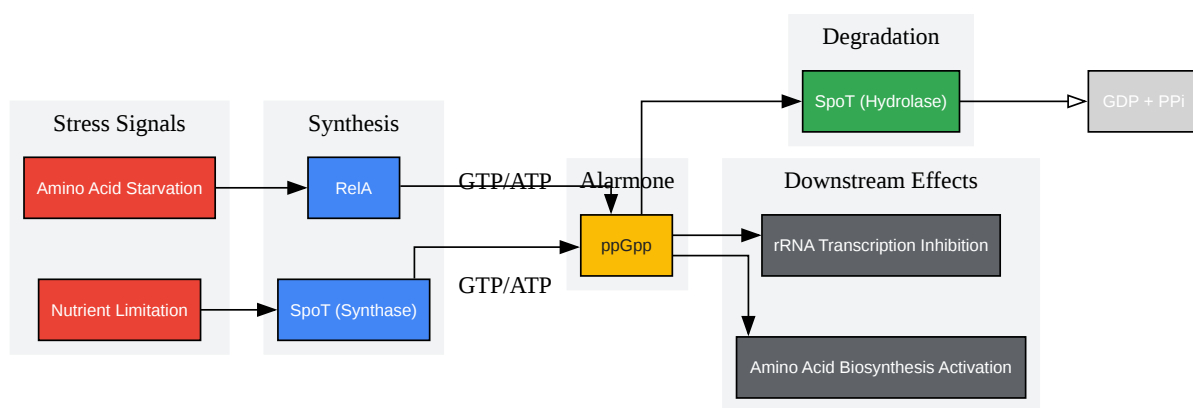 Stress Signals
Amino Acid Starvation
Nutrient Limitation
Synthesis
RelA
SpoT (Synthase)
GTP/ATP
GTP/ATP
Alarmone
ppGpp
Degradation
SpoT (Hydrolase)
GDP + PPi
Downstream Effects
rRNA Transcription Inhibition
Amino Acid Biosynthesis Activation